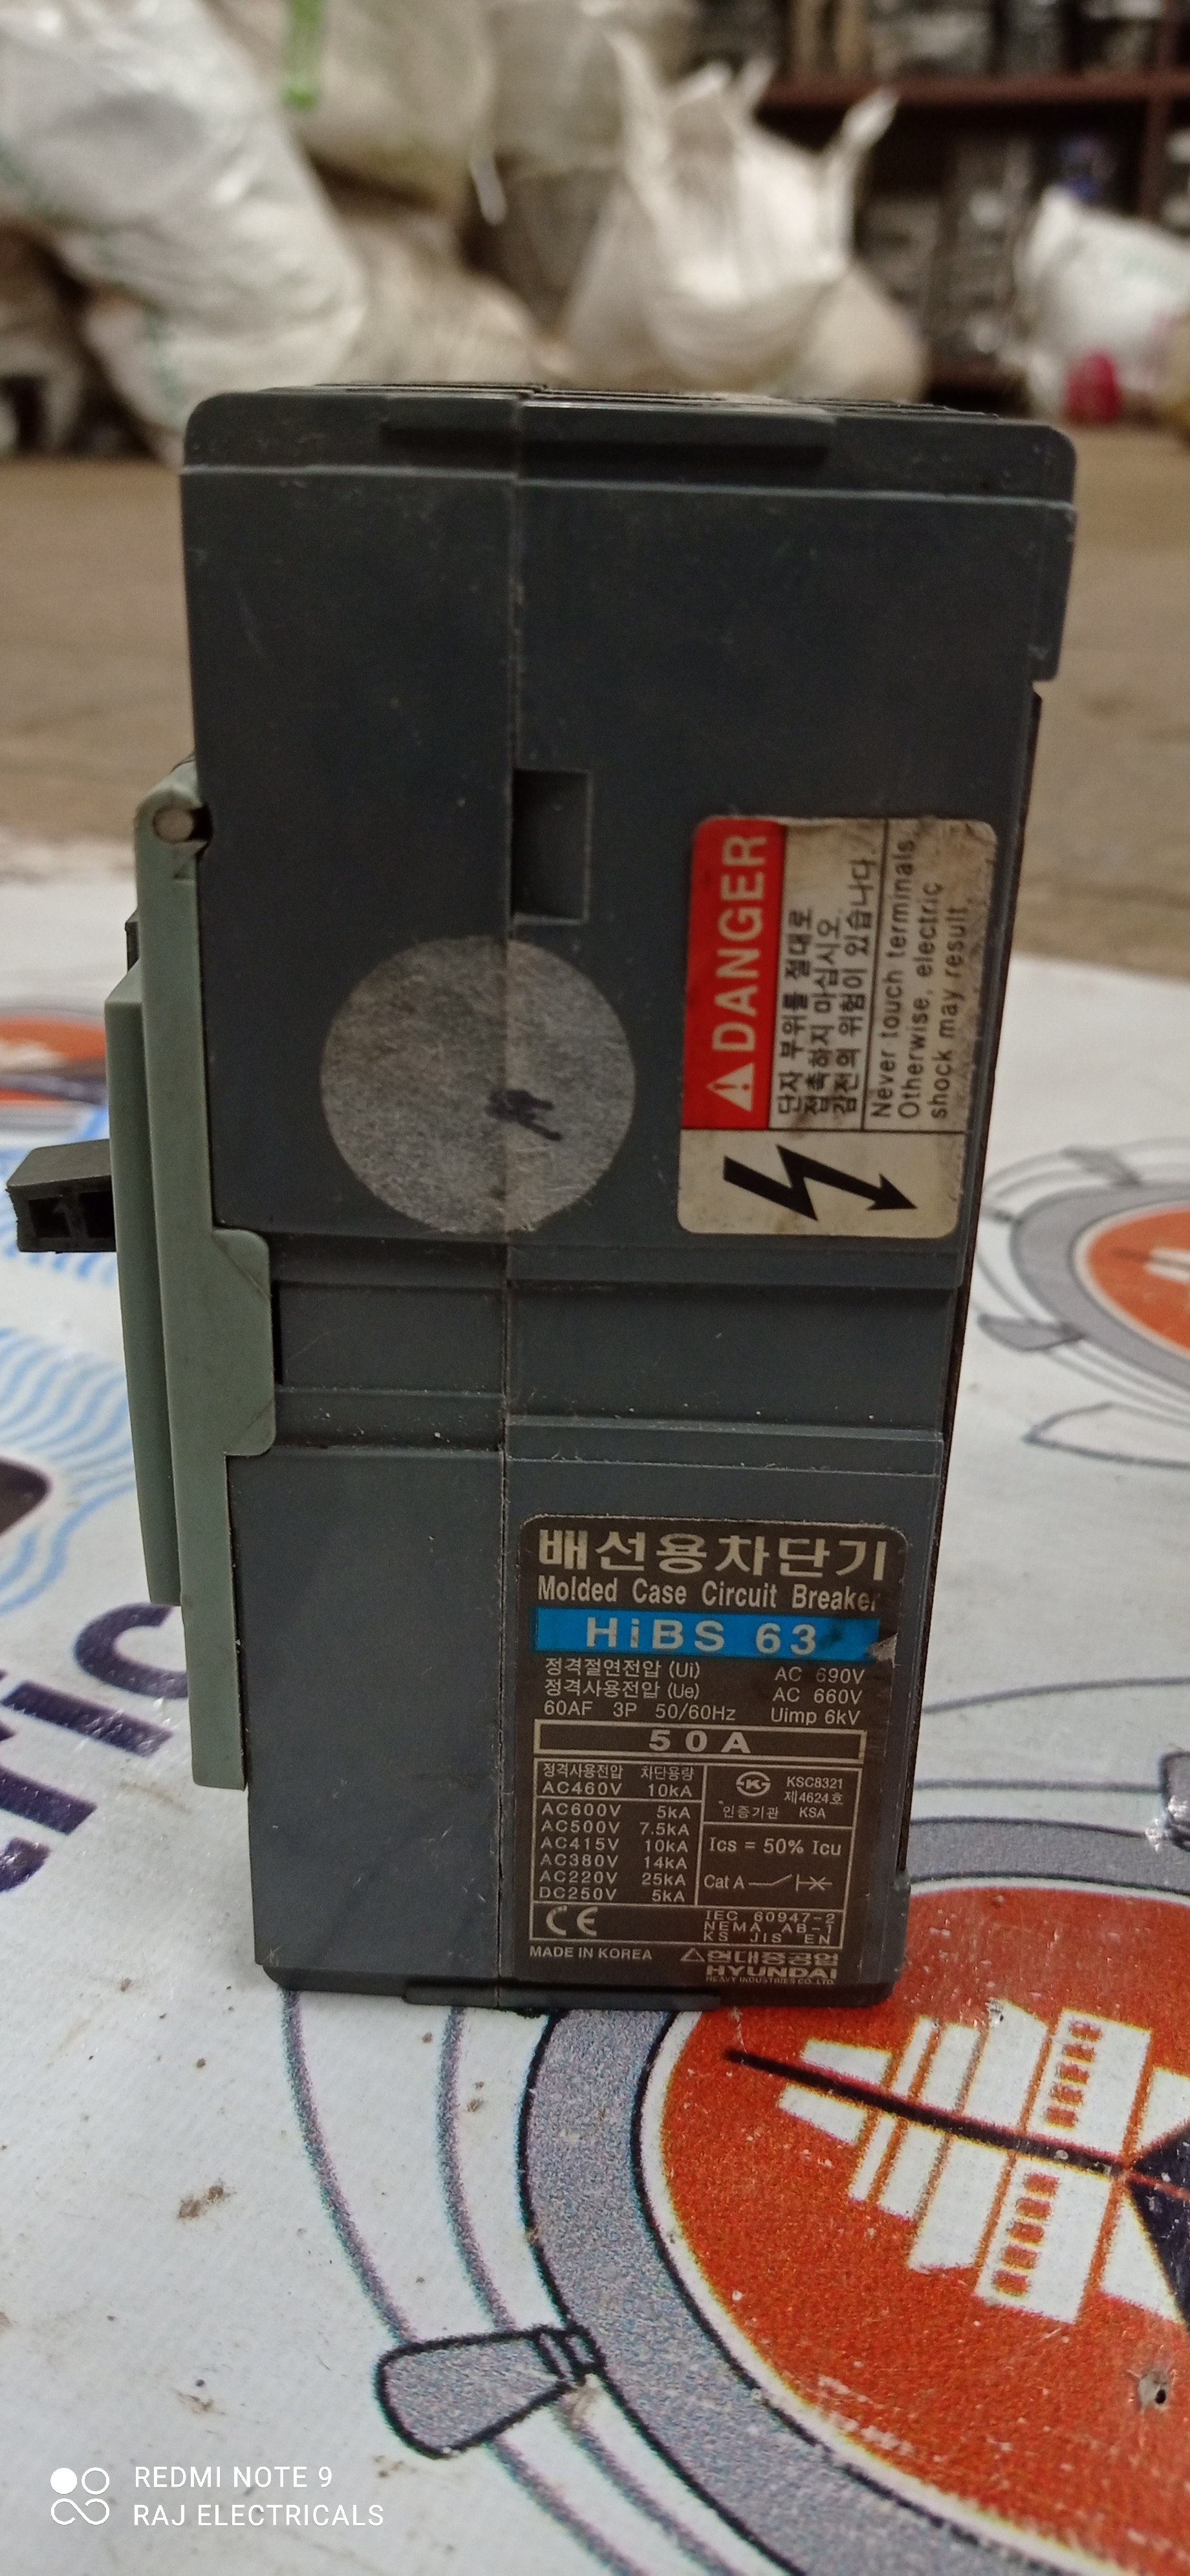 DANGER
단자 부위를 절대로
접촉하지 마십시오.
감전의 위험이 있습니다.
Never touch terminals
Otherwise, electric
shock may result.
배선용차단기
Molded Case Circuit Breaker
HiBS 63
정격절연전압 (Ui) AC 690V
정격사용전압 (Ue) AC 660V
60AF 3P 50/60Hz Uimp 6kV
50A
정격사용전압 차단용량
AC460V 10kA
AC600V 5kA
AC500V 7.5kA
AC415V 10kA
AC380V 14kA
AC220V 25kA
DC250V 5kA
KSC8321
제4624호
인증기관 KSA
Ics = 50% Icu
Cat A
CE
IEC 60947-2
NEMA AB-1
KS JIS EN
MADE IN KOREA
현대중공업
HYUNDAI
HEAVY INDUSTRIES CO., LTD.
REDMI NOTE 9
RAJ ELECTRICALS